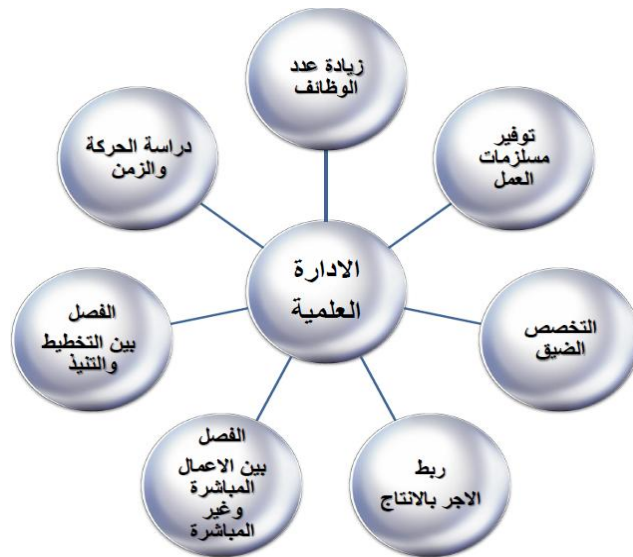 زيادة عدد
الوظائف
توفير
مسلزمات
العمل
دراسة الحركة
والزمن
الادارة
العلمية
التخصص
الضيق
الفصل
بين التخطيط
والتنيذ
ربط
الاجر بالانتاج
الفصل
بين الاعمال
المباشرة
وغير
المباشرة